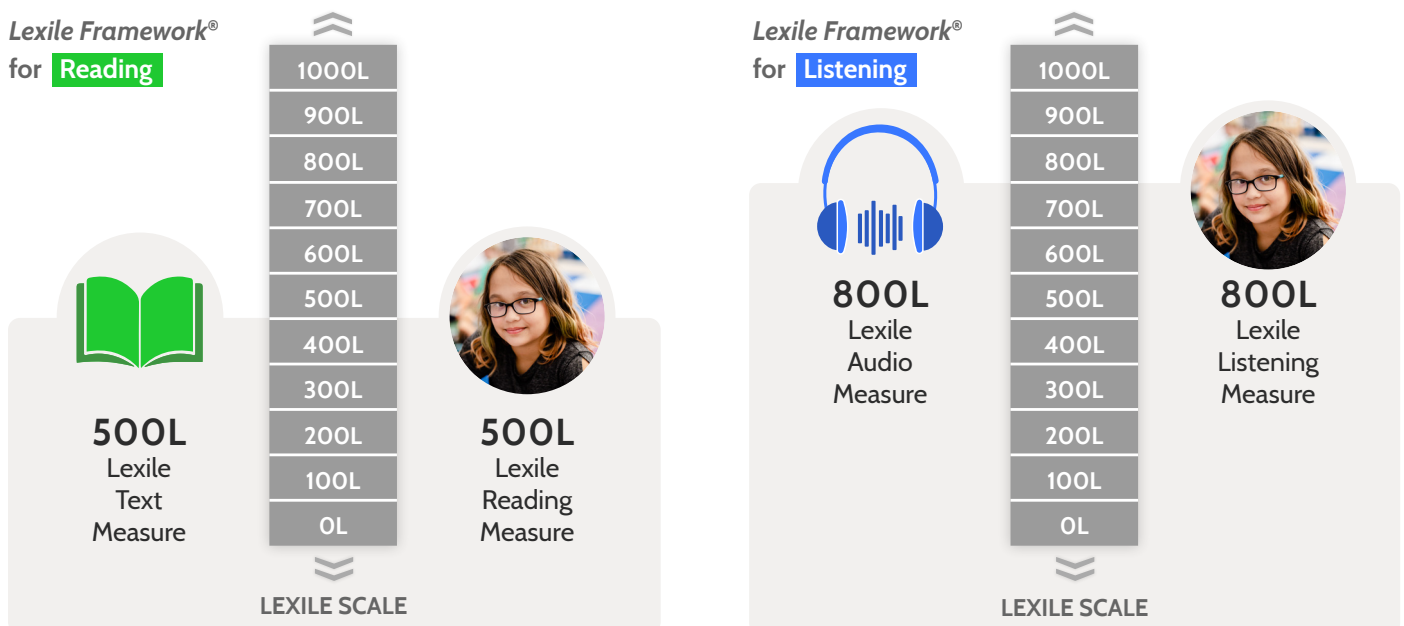 Lexile Framework®
for Reading
1000L
900L
800L
700L
600L
500L
400L
300L
200L
100L
0L
500L
Lexile
Text
Measure
500L
Lexile
Reading
Measure
LEXILE SCALE
Lexile Framework®
for Listening
1000L
900L
800L
700L
600L
500L
400L
300L
200L
100L
0L
800L
Lexile
Audio
Measure
800L
Lexile
Listening
Measure
LEXILE SCALE